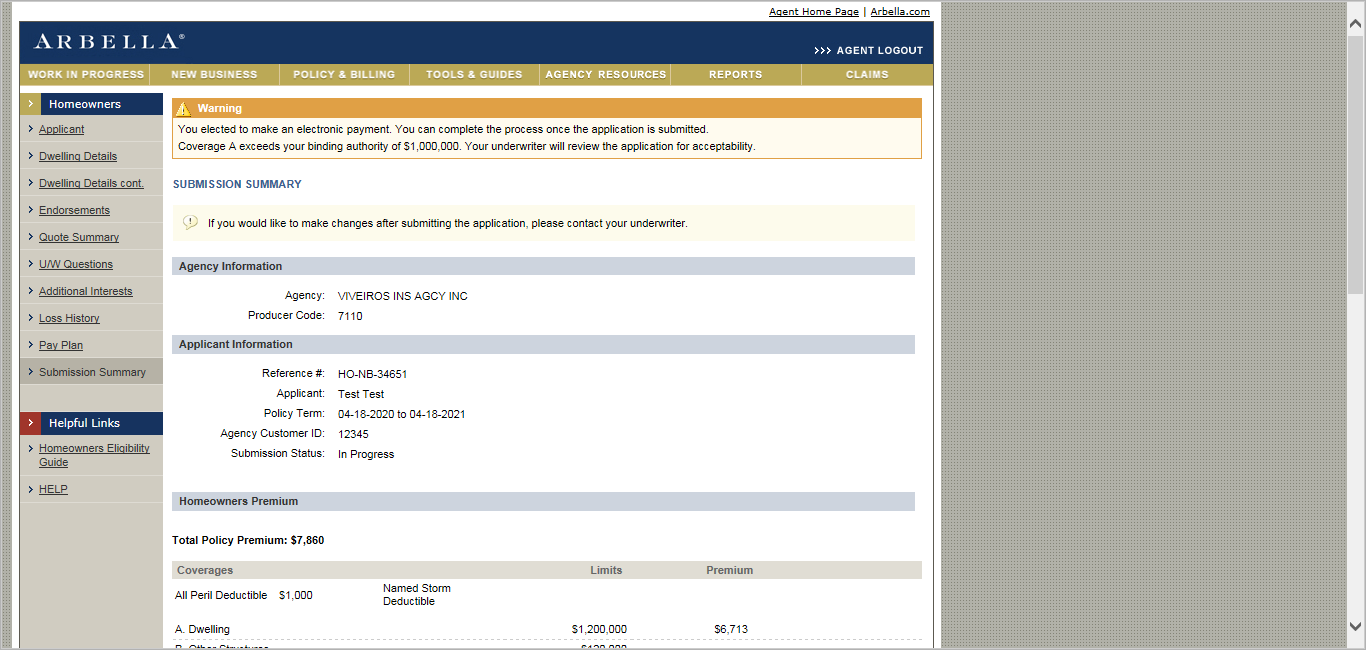 Agent Home Page | Arbella.com
ARBELLA®
>>> AGENT LOGOUT
WORK IN PROGRESS NEW BUSINESS POLICY & BILLING TOOLS & GUIDES AGENCY RESOURCES REPORTS CLAIMS
Homeowners
Applicant
Dwelling Details
Dwelling Details cont.
Endorsements
Quote Summary
U/W Questions
Additional Interests
Loss History
Pay Plan
Submission Summary
Helpful Links
Homeowners Eligibility
Guide
HELP
Warning
You elected to make an electronic payment. You can complete the process once the application is submitted.
Coverage A exceeds your binding authority of $1,000,000. Your underwriter will review the application for acceptability.
SUBMISSION SUMMARY
If you would like to make changes after submitting the application, please contact your underwriter.
Agency Information
Agency: VIVEIROS INS AGCY INC
Producer Code: 7110
Applicant Information
Reference #: HO-NB-34651
Applicant: Test Test
Policy Term: 04-18-2020 to 04-18-2021
Agency Customer ID: 12345
Submission Status: In Progress
Homeowners Premium
Total Policy Premium: $7,860
Coverages Limits Premium
All Peril Deductible $1,000 Named Storm
Deductible
A. Dwelling $1,200,000 $6,713
B. Other Structures $120,000